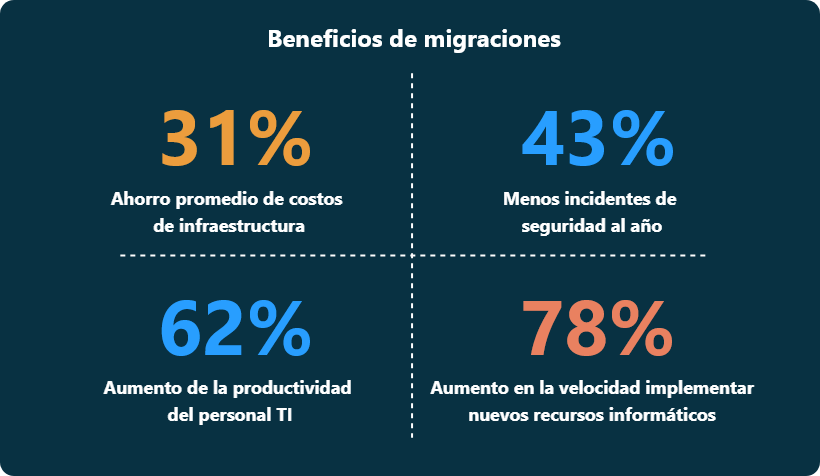 Beneficios de migraciones
31%
Ahorro promedio de costos
de infraestructura
43%
Menos incidentes de
seguridad al año
62%
Aumento de la productividad
del personal TI
78%
Aumento en la velocidad implementar
nuevos recursos informáticos